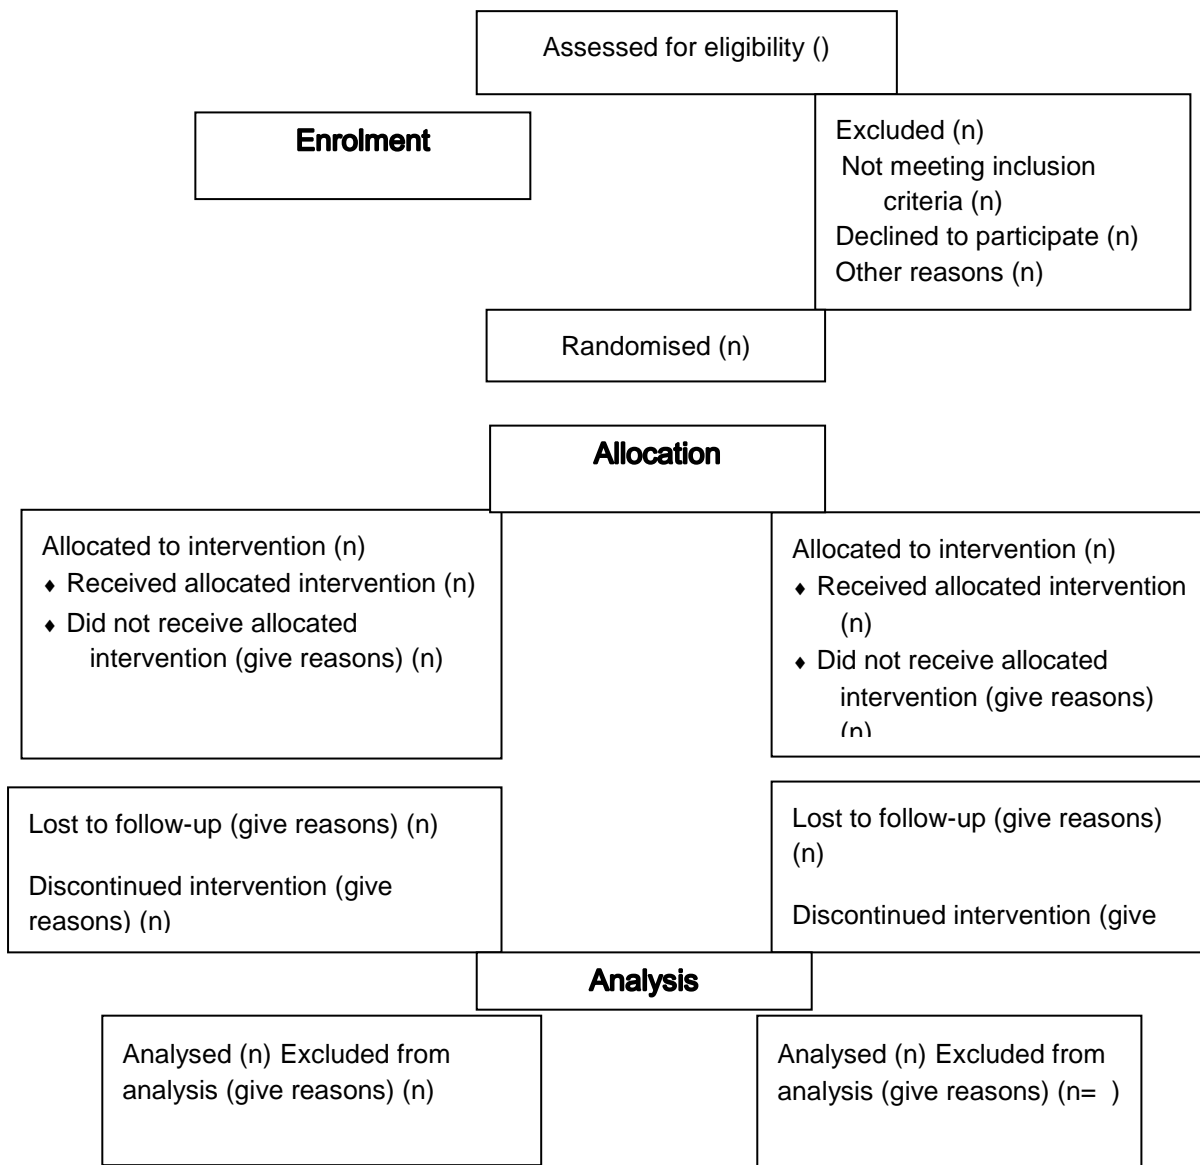 Assessed for eligibility ()
Enrolment
Excluded (n)
Not meeting inclusion
criteria (n)
Declined to participate (n)
Other reasons (n)
Randomised (n)
Allocation
Allocated to intervention (n)
♦ Received allocated intervention (n)
♦ Did not receive allocated
intervention (give reasons) (n)
Allocated to intervention (n)
♦ Received allocated intervention
(n)
♦ Did not receive allocated
intervention (give reasons)
(n)
Lost to follow-up (give reasons) (n)
Discontinued intervention (give
reasons) (n)
Lost to follow-up (give reasons)
(n)
Discontinued intervention (give
Analysis
Analysed (n) Excluded from
analysis (give reasons) (n)
Analysed (n) Excluded from
analysis (give reasons) (n= )